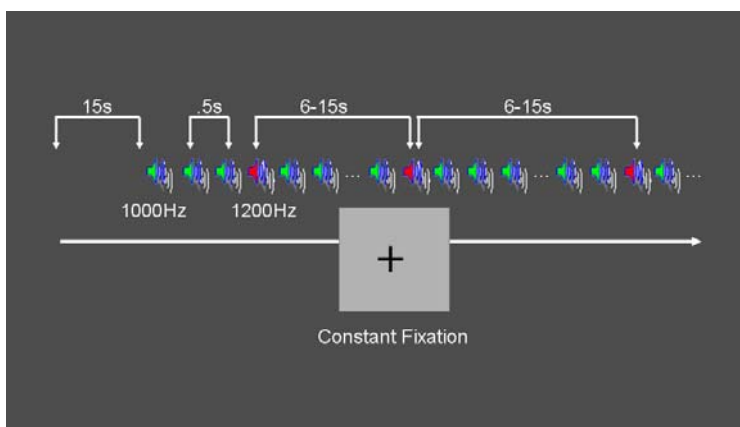 15s .5s 6-15s 6-15s
... ... ...
1000Hz 1200Hz
+
Constant Fixation